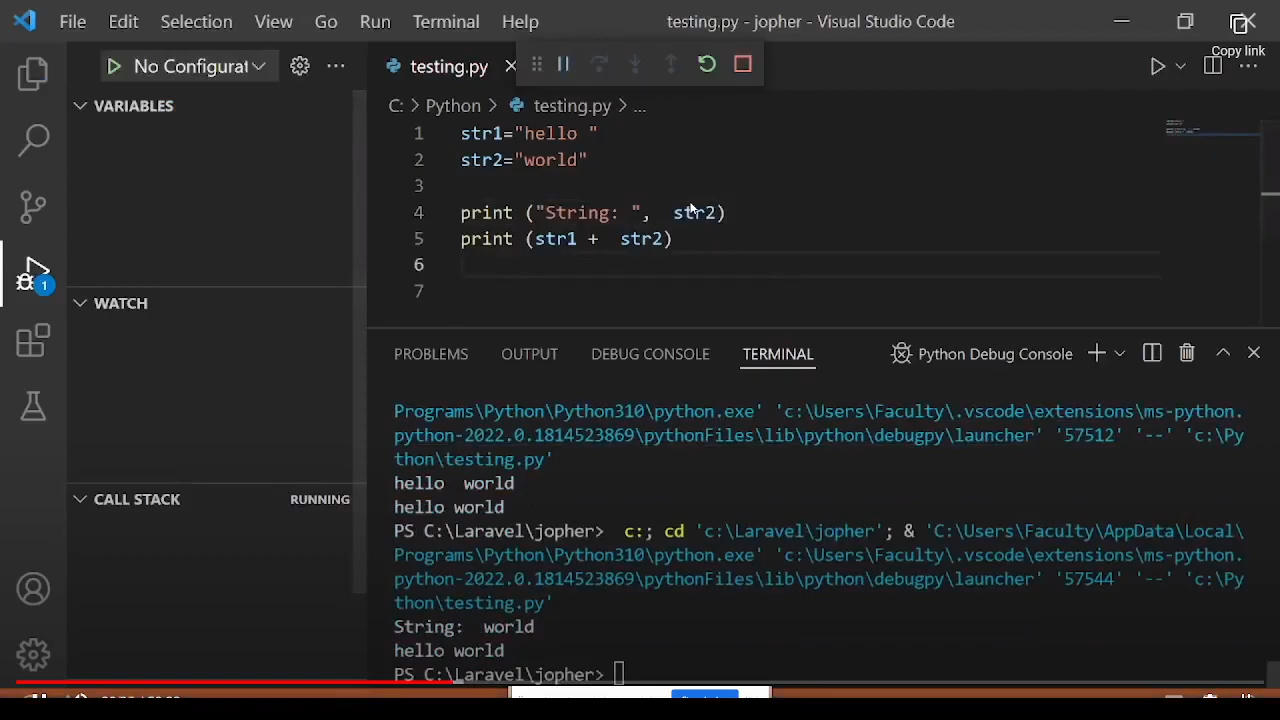 File Edit Selection View Go Run Terminal Help testing.py - jopher - Visual Studio Code
Copy link
No Configurat testing.py
VARIABLES
C: > Python > testing.py > ...
1 str1="hello "
2 str2="world"
3
4 print ("String: ",  str2)
5 print (str1 +  str2)
6
7
1
WATCH
CALL STACK RUNNING
PROBLEMS OUTPUT DEBUG CONSOLE TERMINAL Python Debug Console
Programs\Python\Python310\python.exe' 'c:\Users\Faculty\.vscode\extensions\ms-python.
python-2022.0.1814523869\pythonFiles\lib\python\debugpy\launcher' '57512' '--' 'c:\Py
thon\testing.py'
hello  world
hello world
PS C:\Laravel\jopher>  c:; cd 'c:\Laravel\jopher'; & 'C:\Users\Faculty\AppData\Local\
Programs\Python\Python310\python.exe' 'c:\Users\Faculty\.vscode\extensions\ms-python.
python-2022.0.1814523869\pythonFiles\lib\python\debugpy\launcher' '57544' '--' 'c:\Py
thon\testing.py'
String:  world
hello world
PS C:\Laravel\jopher>